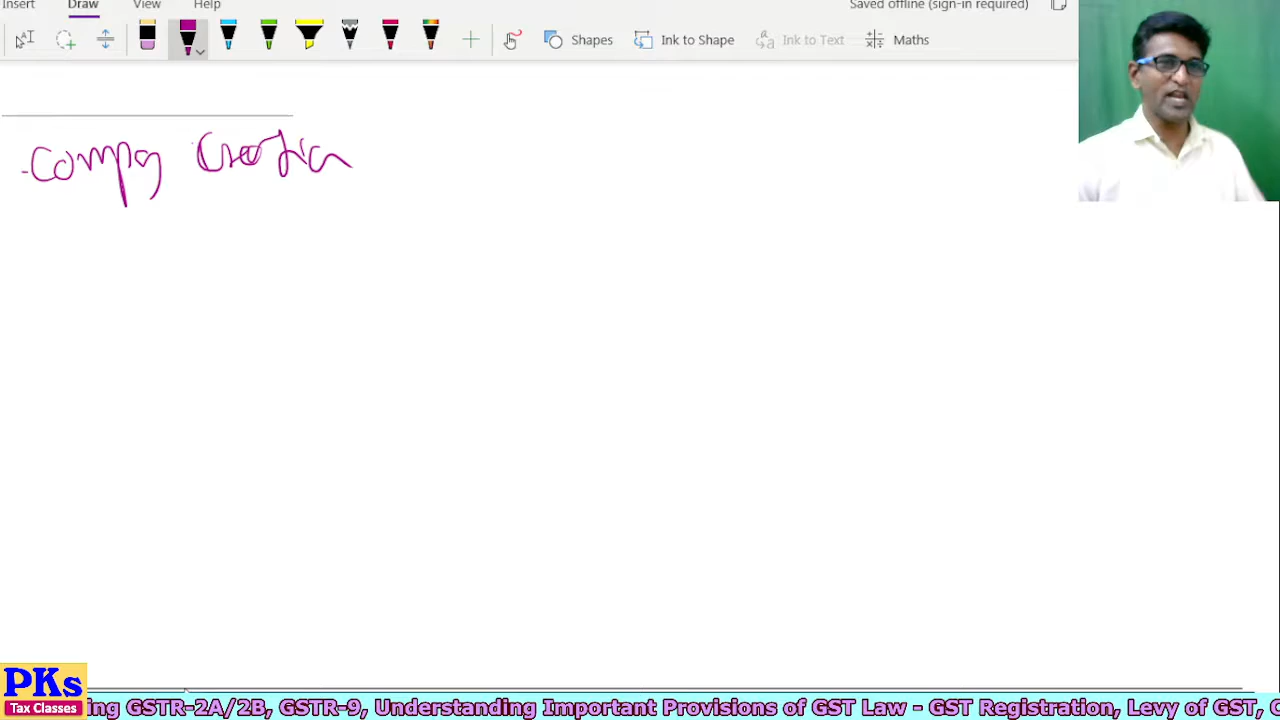 Insert Draw View Help Saved offline (sign-in required)
Shapes Ink to Shape Ink to Text Maths
Compy Creation
PKs
Tax Classes
ing GSTR-2A/2B, GSTR-9, Understanding Important Provisions of GST Law - GST Registration, Levy of GST,